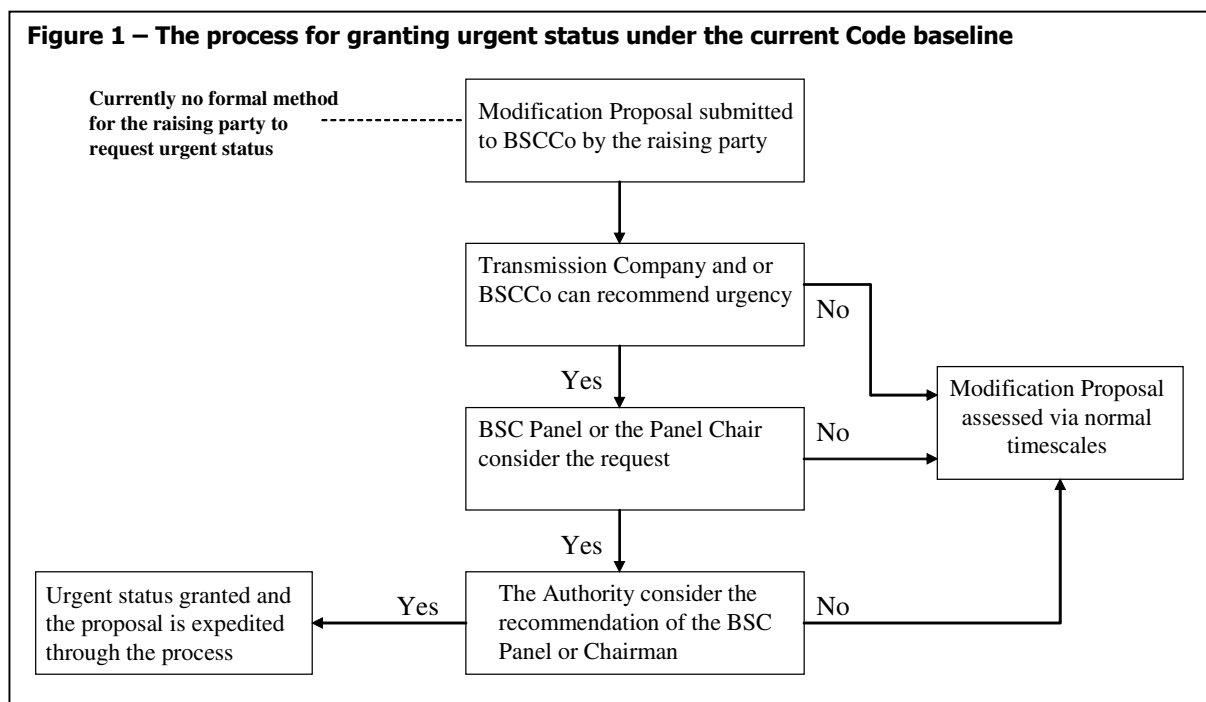 Figure 1 – The process for granting urgent status under the current Code baseline
Currently no formal method
for the raising party to
request urgent status
Modification Proposal submitted
to BSCCo by the raising party
Transmission Company and or
BSCCo can recommend urgency
No
Yes
BSC Panel or the Panel Chair
consider the request
No
Modification Proposal
assessed via normal
timescales
Yes
The Authority consider the
recommendation of the BSC
Panel or Chairman
No
Yes
Urgent status granted and
the proposal is expedited
through the process